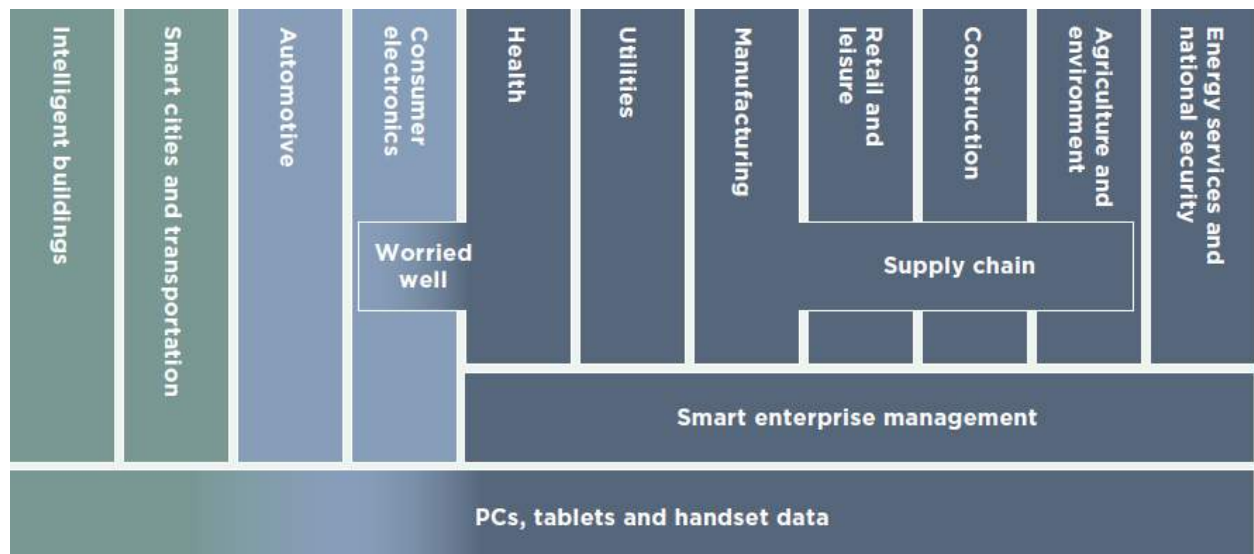 Intelligent buildings
Smart cities and transportation
Automotive
Consumer
electronics
Health
Utilities
Manufacturing
Retail and
leisure
Construction
Agriculture and
environment
Energy services and
national security
Worried
well
Supply chain
Smart enterprise management
PCs, tablets and handset data